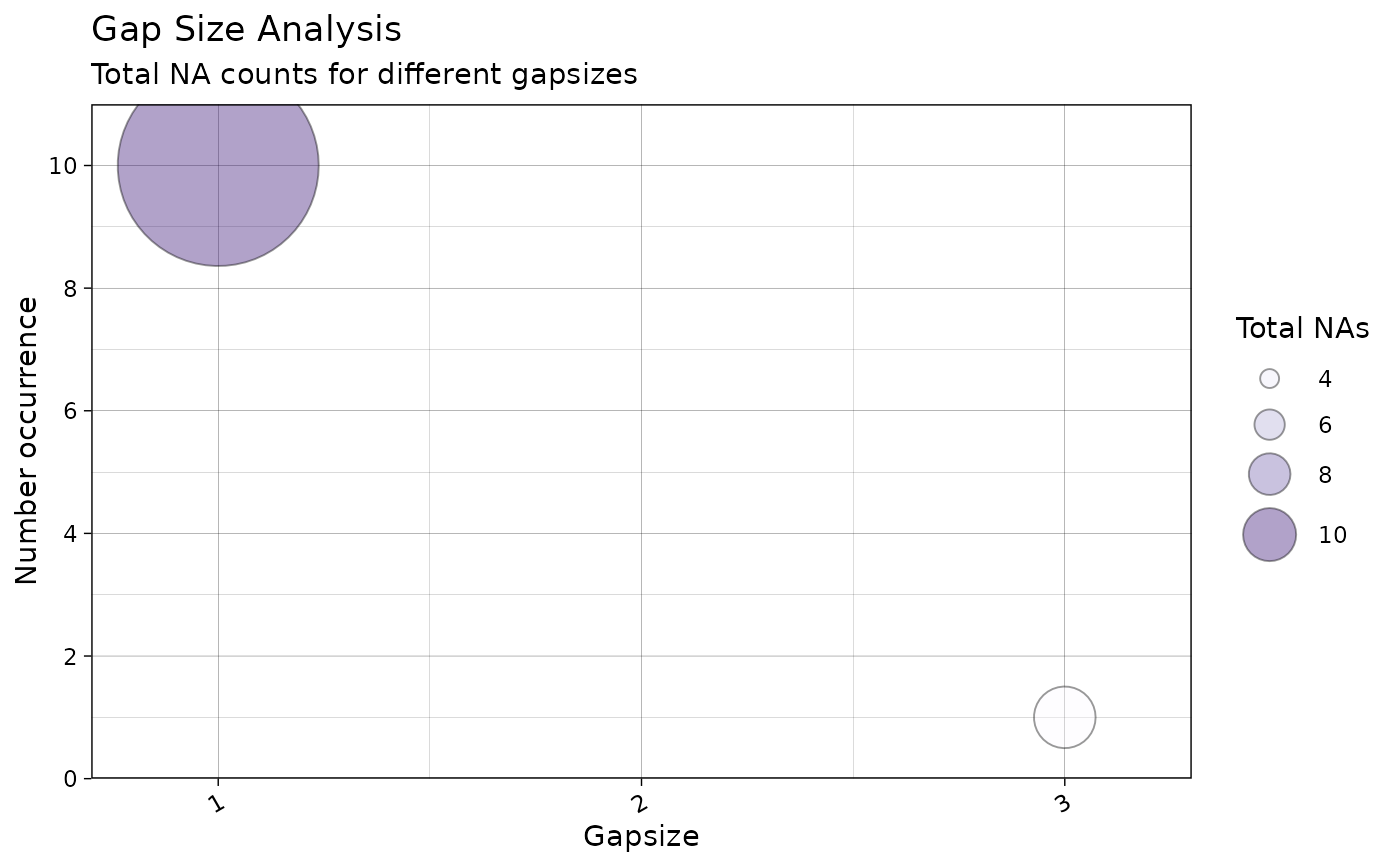 Gap Size Analysis
Total NA counts for different gapsizes
Number occurrence
10
8
6
4
2
0
1
2
3
Gapsize
Total NAs
4
6
8
10